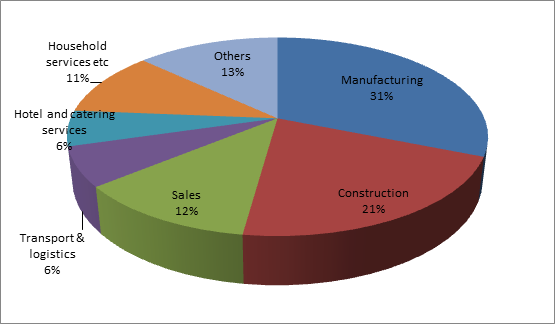 Household
services etc
11%
Others
13%
Manufacturing
31%
Hotel and catering
services
6%
Construction
21%
Sales
12%
Transport &
logistics
6%